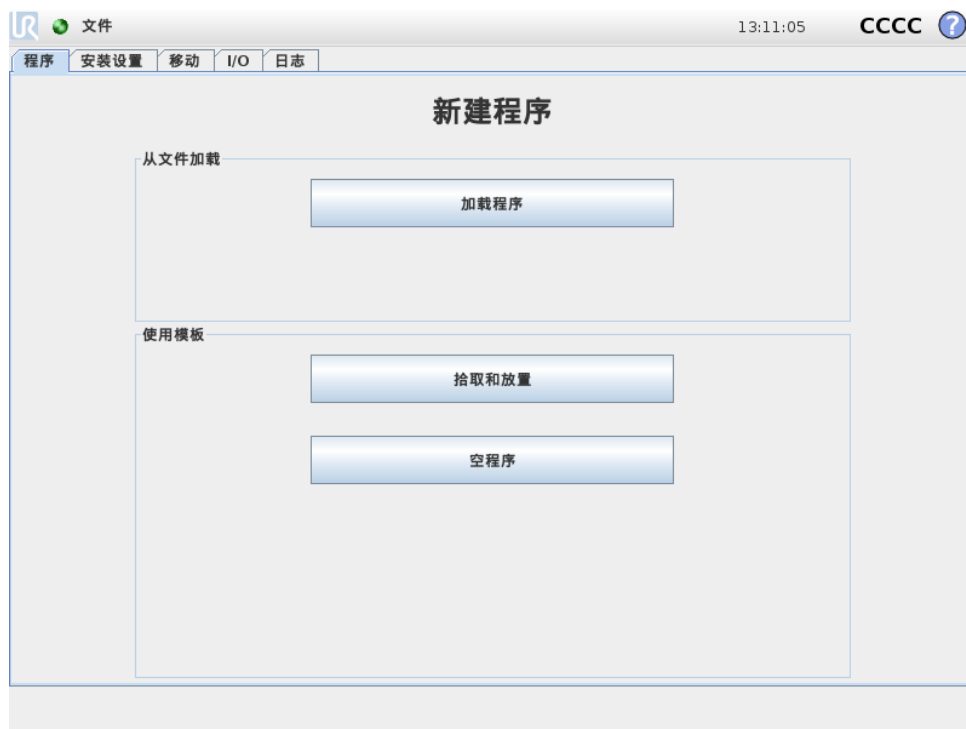 UR 文件 13:11:05 CCCC ?
程序 安装设置 移动 I/O 日志
新建程序
从文件加载
加载程序
使用模板
拾取和放置
空程序